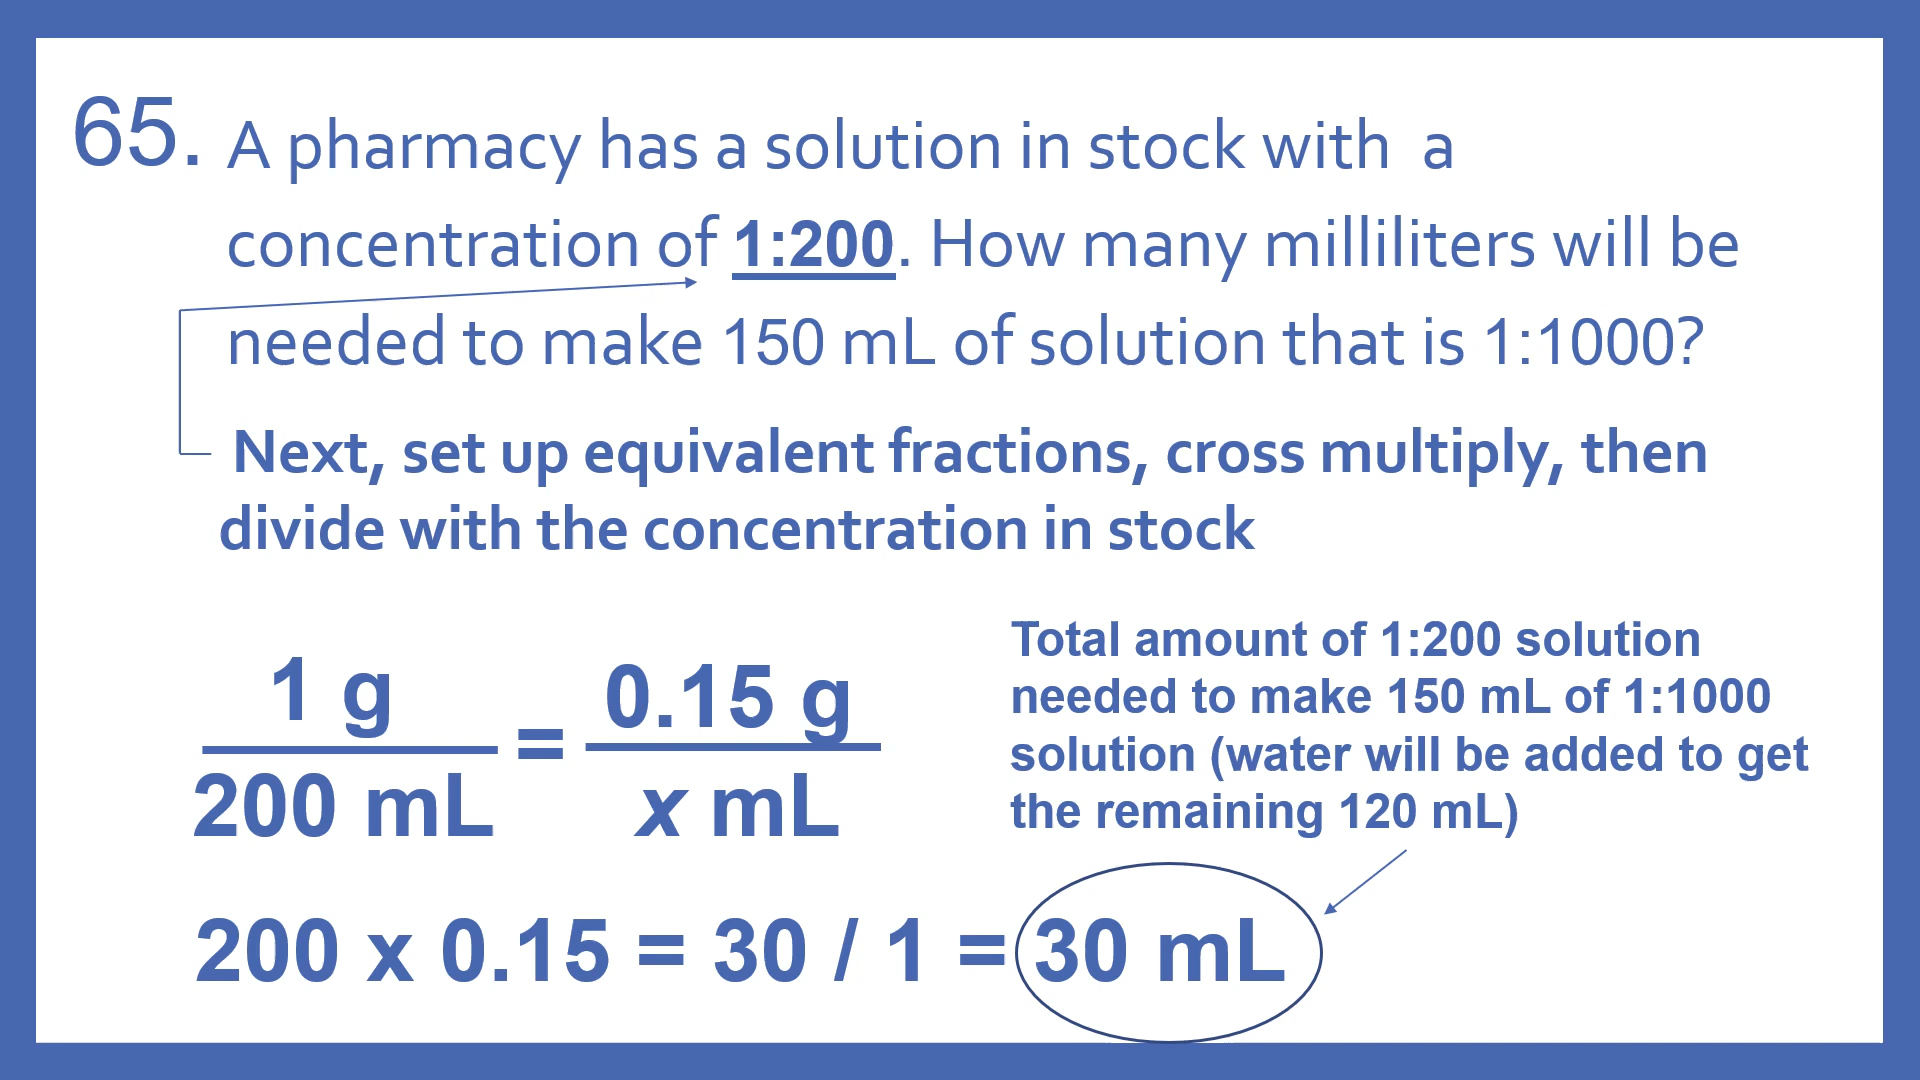 65. A pharmacy has a solution in stock with a
concentration of 1:200. How many milliliters will be
needed to make 150 mL of solution that is 1:1000?
Next, set up equivalent fractions, cross multiply, then
divide with the concentration in stock
1 g
200 mL
=
0.15 g
x mL
Total amount of 1:200 solution
needed to make 150 mL of 1:1000
solution (water will be added to get
the remaining 120 mL)
200 x 0.15 = 30 / 1 = 30 mL